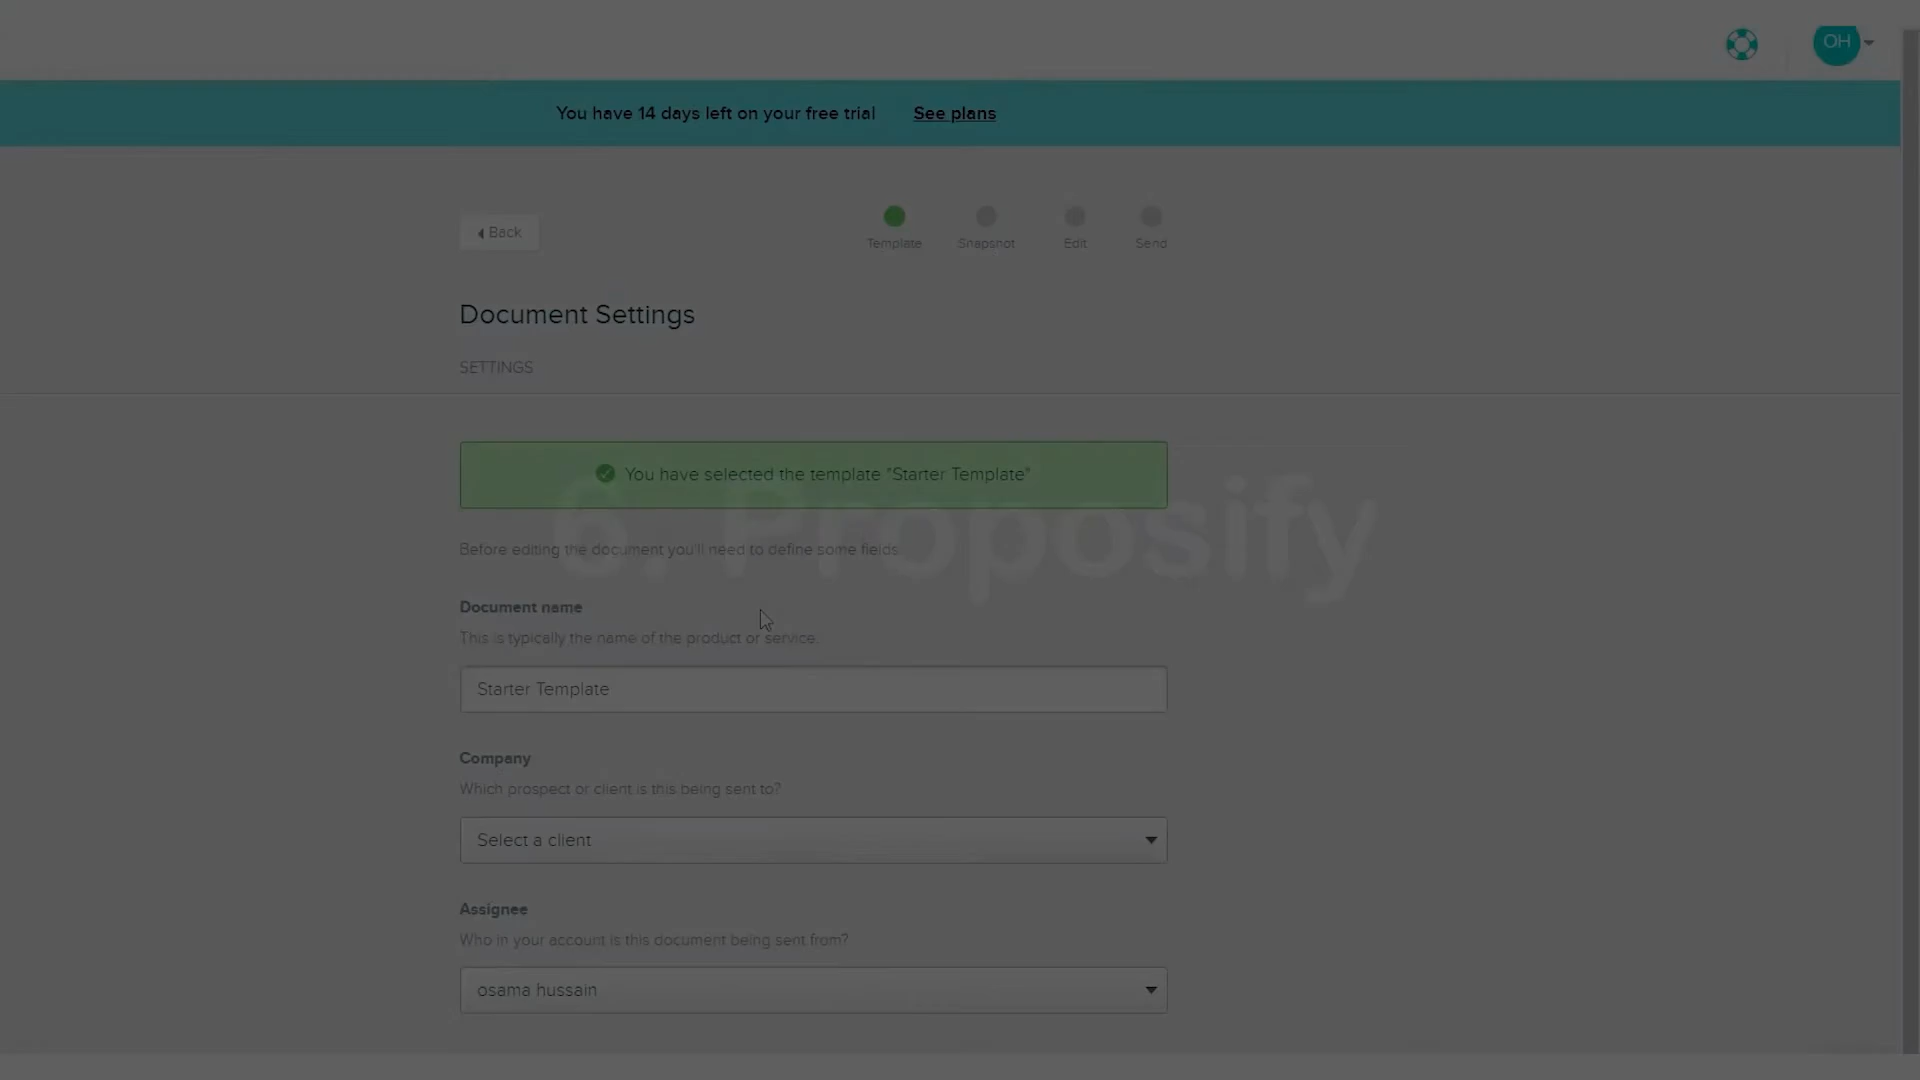 OH
You have 14 days left on your free trial See plans
Back
Template Snapshot Edit Send
Document Settings
SETTINGS
You have selected the template "Starter Template"
6. Proposify
Before editing the document you'll need to define some fields
Document name
This is typically the name of the product or service.
Starter Template
Company
Which prospect or client is this being sent to?
Select a client
Assignee
Who in your account is this document being sent from?
osama hussain